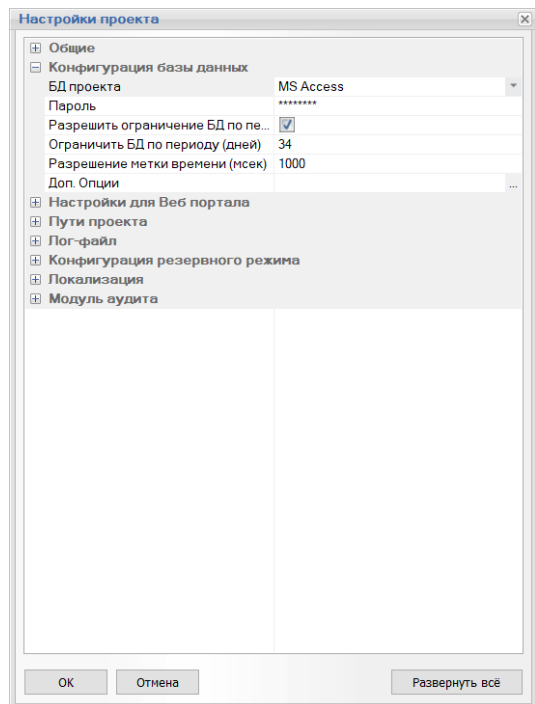 Настройки проекта
Общие
Конфигурация базы данных
БД проекта MS Access
Пароль ********
Разрешить ограничение БД по пе...
Ограничить БД по периоду (дней) 34
Разрешение метки времени (мсек) 1000
Доп. Опции ...
Настройки для Веб портала
Пути проекта
Лог-файл
Конфигурация резервного режима
Локализация
Модуль аудита
OK Отмена Развернуть всё